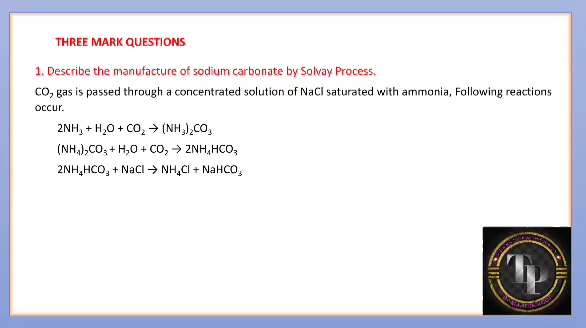 THREE MARK QUESTIONS
1. Describe the manufacture of sodium carbonate by Solvay Process.
CO₂ gas is passed through a concentrated solution of NaCl saturated with ammonia, Following reactions
occur.
2NH₃ + H₂O + CO₂ → (NH₃)₂CO₃
(NH₄)₂CO₃ + H₂O + CO₂ → 2NH₄HCO₃
2NH₄HCO₃ + NaCl → NH₄Cl + NaHCO₃
TP